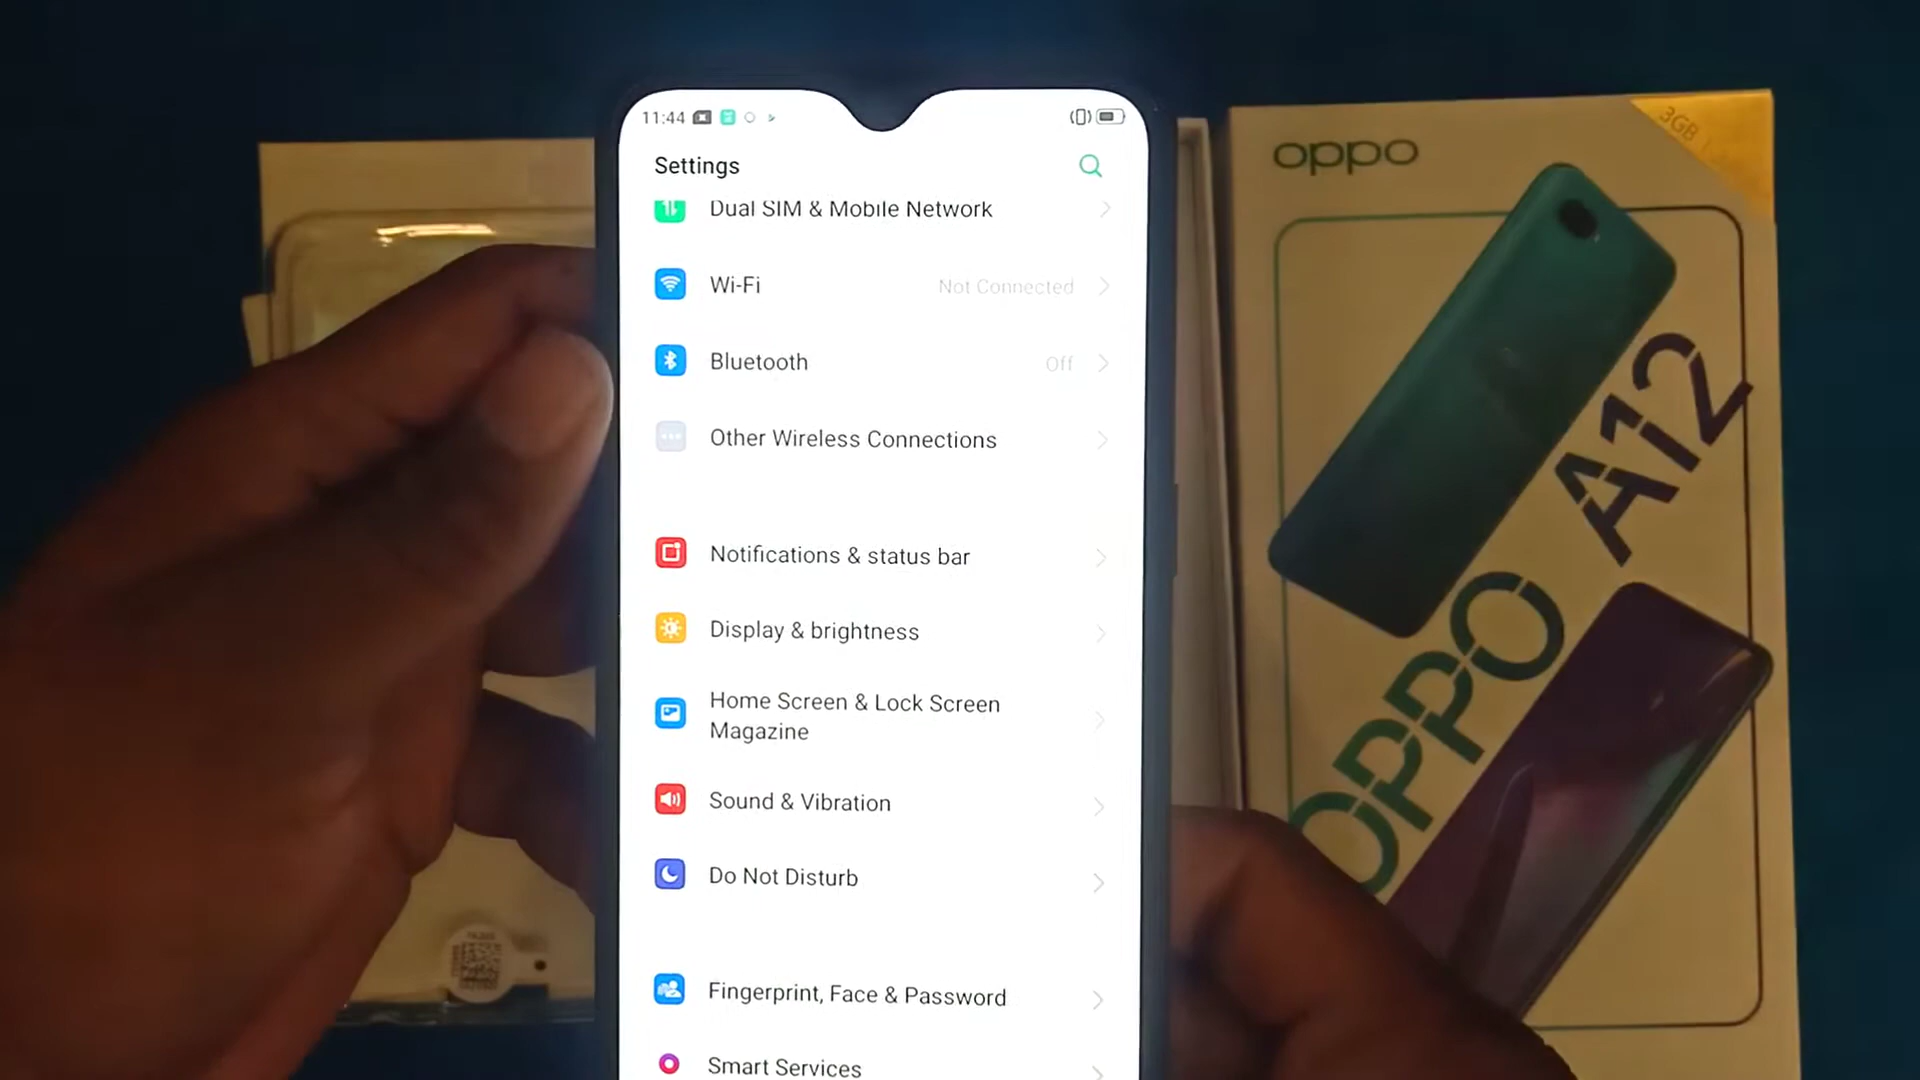 11:44
Settings
Dual SIM & Mobile Network
Wi-Fi
Not Connected
Bluetooth
Off
Other Wireless Connections
Notifications & status bar
Display & brightness
Home Screen & Lock Screen
Magazine
Sound & Vibration
Do Not Disturb
Fingerprint, Face & Password
Smart Services
oppo
3GB
OPPO A12